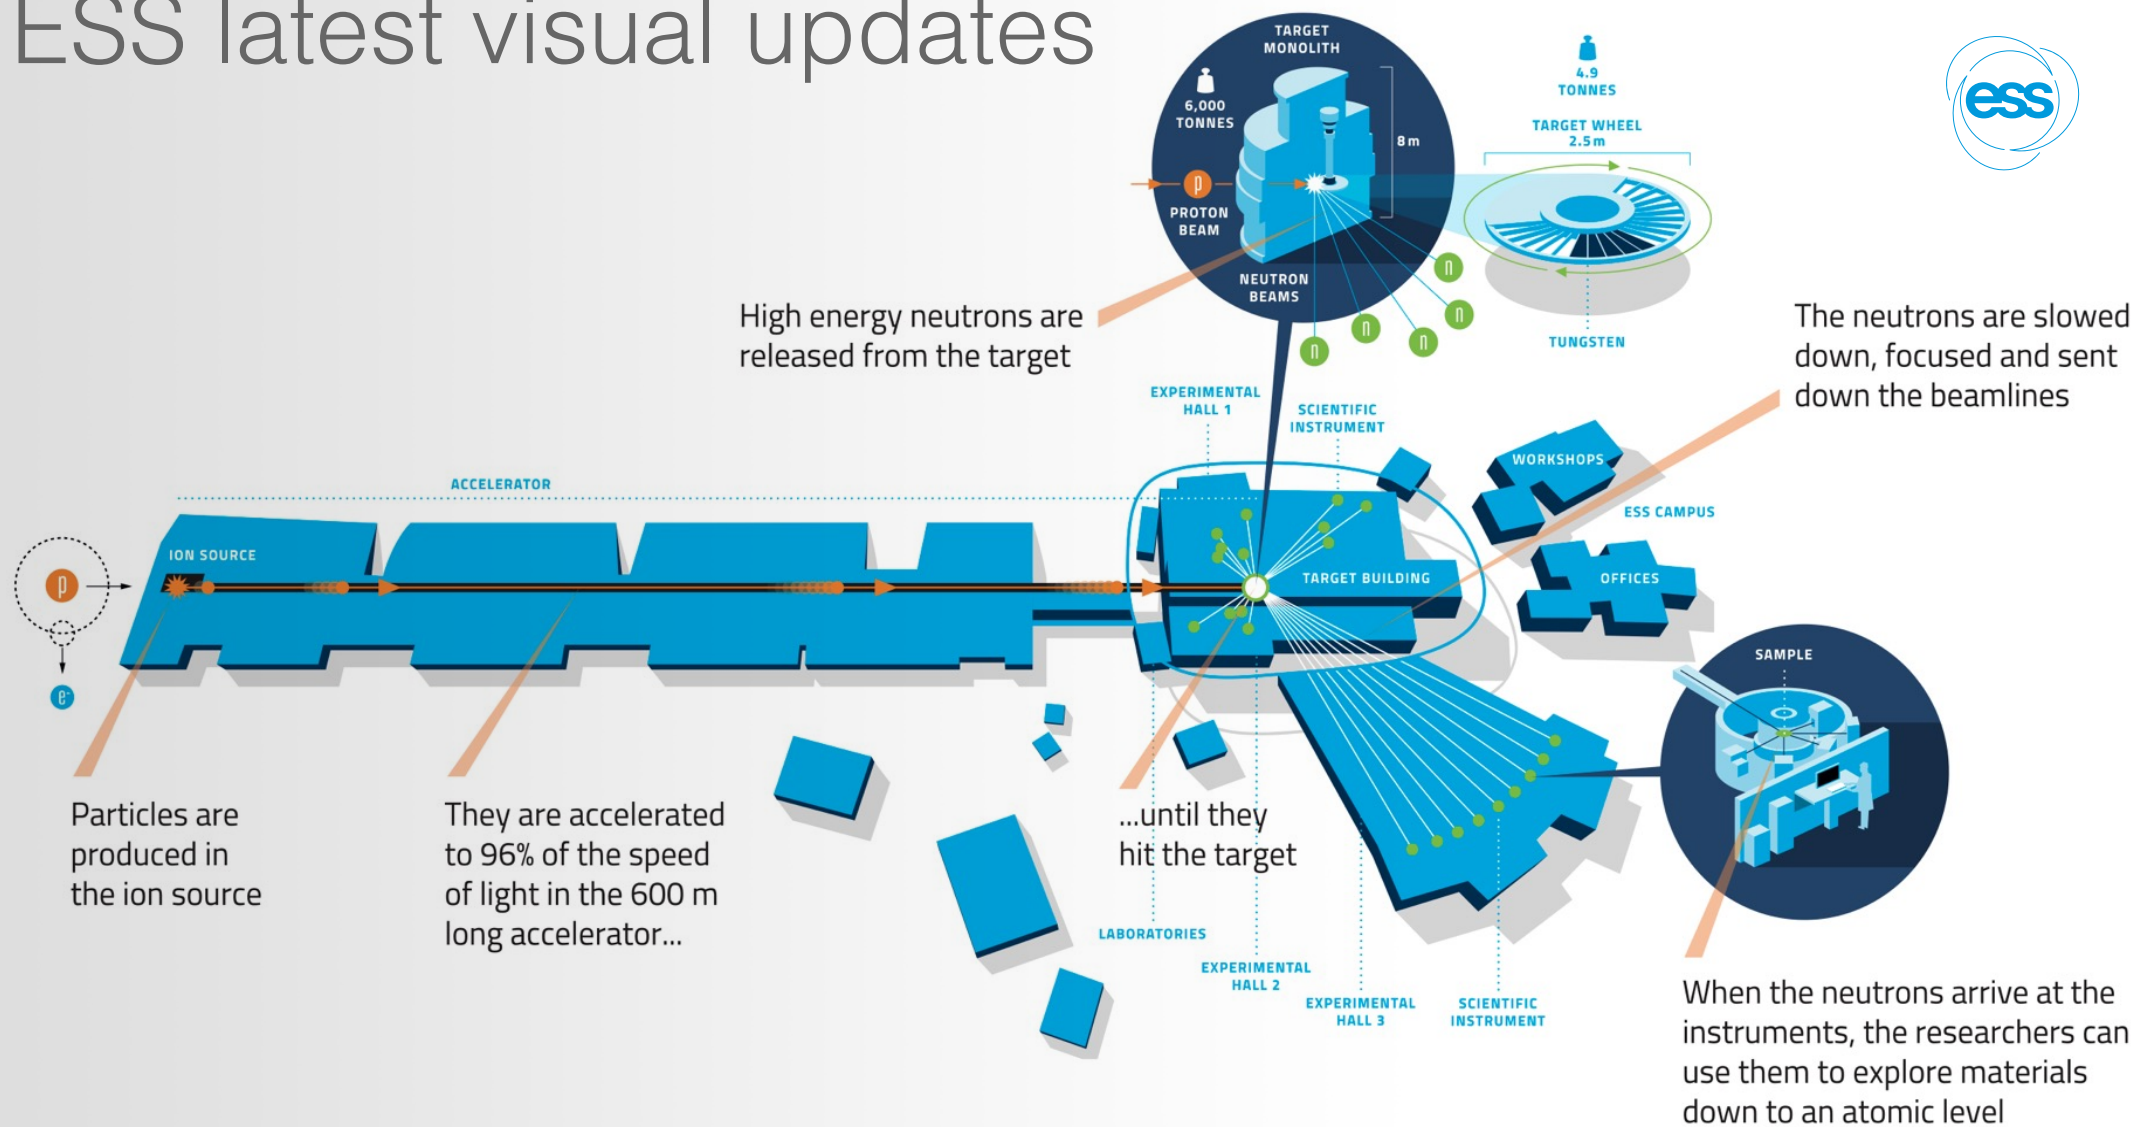 ESS latest visual updates
TARGET
MONOLITH
6,000
TONNES
8 m
p
PROTON
BEAM
NEUTRON
BEAMS
n
n
n
n
n
4.9
TONNES
TARGET WHEEL
2.5 m
TUNGSTEN
ess
High energy neutrons are
released from the target
The neutrons are slowed
down, focused and sent
down the beamlines
EXPERIMENTAL
HALL 1
SCIENTIFIC
INSTRUMENT
WORKSHOPS
ESS CAMPUS
OFFICES
ACCELERATOR
ION SOURCE
p
e-
TARGET BUILDING
SAMPLE
Particles are
produced in
the ion source
They are accelerated
to 96% of the speed
of light in the 600 m
long accelerator...
...until they
hit the target
LABORATORIES
EXPERIMENTAL
HALL 2
EXPERIMENTAL
HALL 3
SCIENTIFIC
INSTRUMENT
When the neutrons arrive at the
instruments, the researchers can
use them to explore materials
down to an atomic level